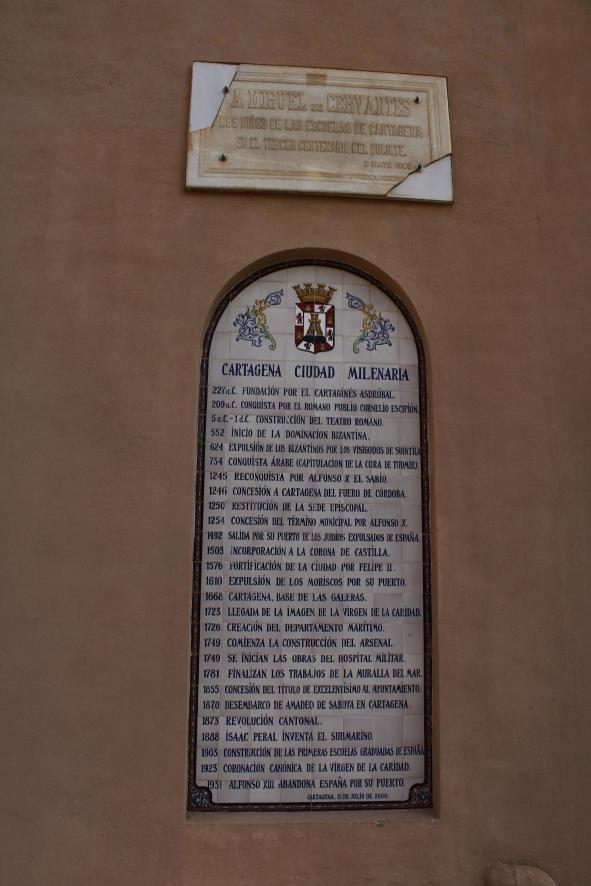 A MIGUEL DE CERVANTES
LOS NIÑOS DE LAS ESCUELAS DE CARTAGENA
EN EL TERCER CENTENARIO DEL QUIJOTE.
MAYO
CARTAGENA CIUDAD MILENARIA
227 a.C. FUNDACIÓN POR EL CARTAGINÉS ASDRÚBAL.
209 a.C. CONQUISTA POR EL ROMANO PUBLIO CORNELIO ESCIPIÓN.
5 a.C.-1 d.C. CONSTRUCCIÓN DEL TEATRO ROMANO.
552 INICIO DE LA DOMINACION BIZANTINA.
624 EXPULSIÓN DE LOS BIZANTINOS POR LOS VISIGODOS DE SUINTILA
734 CONQUISTA ÁRABE (CAPITULACION DE LA CORA DE TUDMIR).
1245 RECONQUISTA POR ALFONSO X EL SABIO.
1246 CONCESIÓN A CARTAGENA DEL FUERO DE CÓRDOBA.
1250 RESTITUCIÓN DE LA SEDE EPISCOPAL.
1254 CONCESIÓN DEL TÉRMINO MUNICIPAL POR ALFONSO X.
1492 SALIDA POR SU PUERTO DE LOS JUDÍOS EXPULSADOS DE ESPAÑA.
1503 INCORPORACIÓN A LA CORONA DE CASTILLA.
1576 FORTIFICACIÓN DE LA CIUDAD POR FELIPE II.
1610 EXPULSIÓN DE LOS MORISCOS POR SU PUERTO.
1668 CARTAGENA, BASE DE LAS GALERAS.
1723 LLEGADA DE LA IMAGEN DE LA VIRGEN DE LA CARIDAD.
1726 CREACIÓN DEL DEPARTAMENTO MARÍTIMO.
1749 COMIENZA LA CONSTRUCCIÓN DEL ARSENAL.
1749 SE INICIAN LAS OBRAS DEL HOSPITAL MILITAR.
1781 FINALIZAN LOS TRABAJOS DE LA MURALLA DEL MAR.
1855 CONCESIÓN DEL TÍTULO DE EXCELENTÍSIMO AL AYUNTAMIENTO.
1870 DESEMBARCO DE AMADEO DE SABOYA EN CARTAGENA.
1873 REVOLUCIÓN CANTONAL.
1888 ISAAC PERAL INVENTA EL SUBMARINO.
1903 CONSTRUCCIÓN DE LAS PRIMERAS ESCUELAS GRADUADAS DE ESPAÑA
1923 CORONACIÓN CANÓNICA DE LA VIRGEN DE LA CARIDAD.
1931 ALFONSO XIII ABANDONA ESPAÑA POR SU PUERTO.
CARTAGENA, DE JULIO DE 2000.